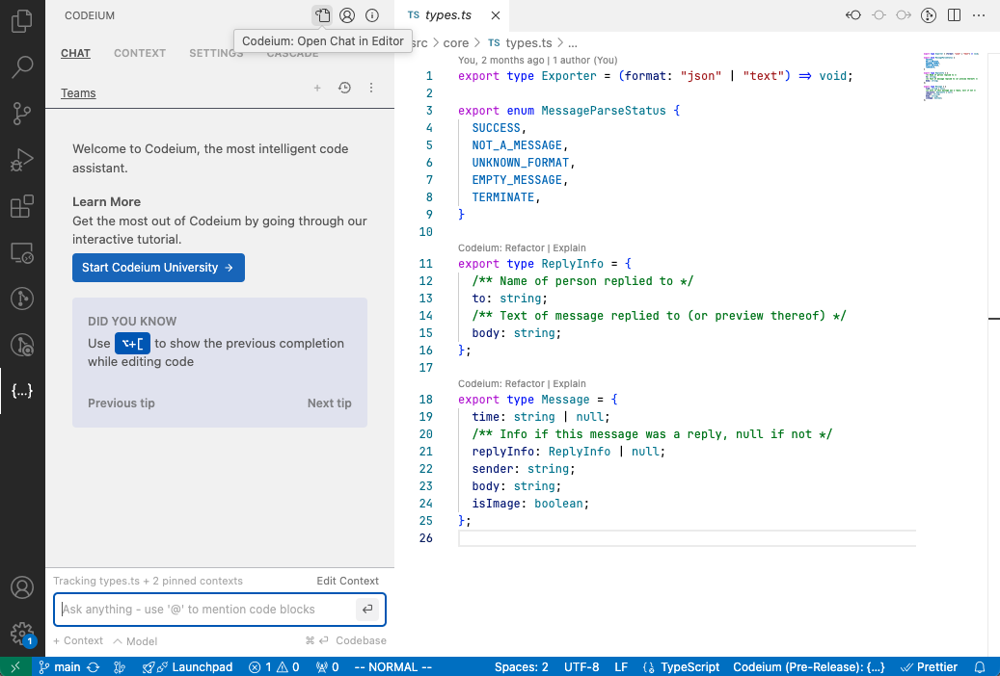 CODEIUM
TS types.ts
Codeium: Open Chat in Editor
src > core > TS types.ts > ...
CHAT CONTEXT SETTINGS CASCADE
Teams
Welcome to Codeium, the most intelligent code
assistant.
Learn More
Get the most out of Codeium by going through our
interactive tutorial.
Start Codeium University →
DID YOU KNOW
Use ⌥+[ to show the previous completion
while editing code
Previous tip Next tip
Tracking types.ts + 2 pinned contexts Edit Context
Ask anything - use '@' to mention code blocks
+ Context ^ Model ⌘ ⏎ Codebase
You, 2 months ago | 1 author (You)
1 export type Exporter = (format: "json" | "text") => void;
2
3 export enum MessageParseStatus {
4 SUCCESS,
5 NOT_A_MESSAGE,
6 UNKNOWN_FORMAT,
7 EMPTY_MESSAGE,
8 TERMINATE,
9 }
10
Codeium: Refactor | Explain
11 export type ReplyInfo = {
12 /** Name of person replied to */
13 to: string;
14 /** Text of message replied to (or preview thereof) */
15 body: string;
16 };
17
Codeium: Refactor | Explain
18 export type Message = {
19 time: string | null;
20 /** Info if this message was a reply, null if not */
21 replyInfo: ReplyInfo | null;
22 sender: string;
23 body: string;
24 isImage: boolean;
25 };
26
{...}
1
main Launchpad 1 0 0 -- NORMAL -- Spaces: 2 UTF-8 LF TypeScript Codeium (Pre-Release): {...} Prettier